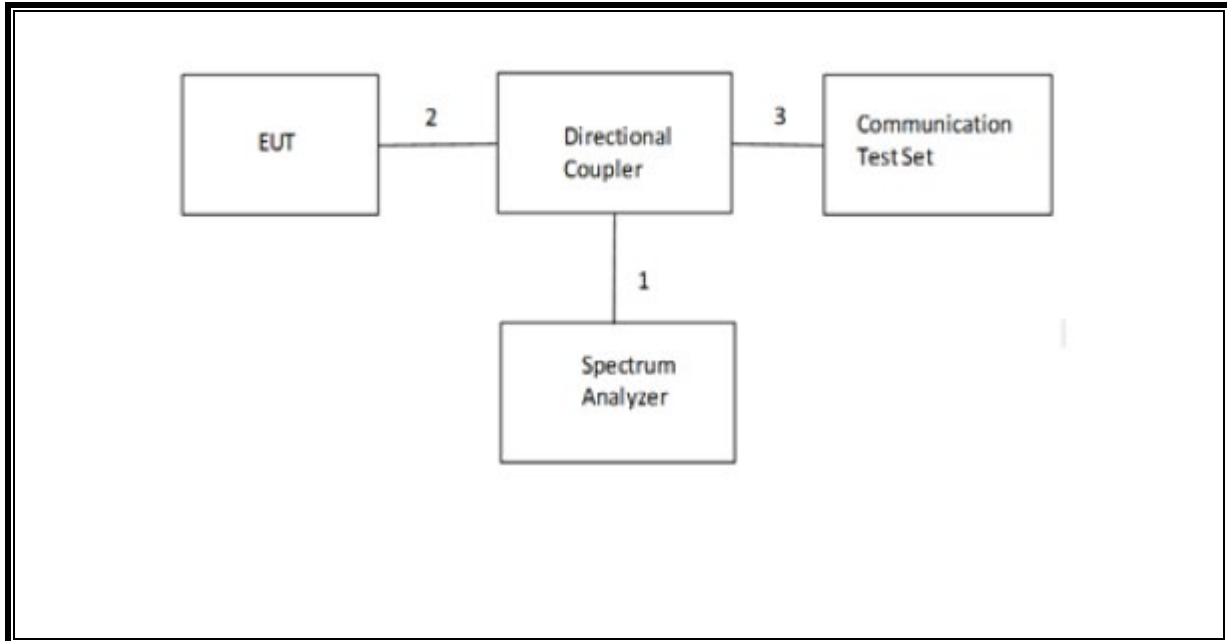 EUT
2
Directional
Coupler
3
Communication
Test Set
1
Spectrum
Analyzer